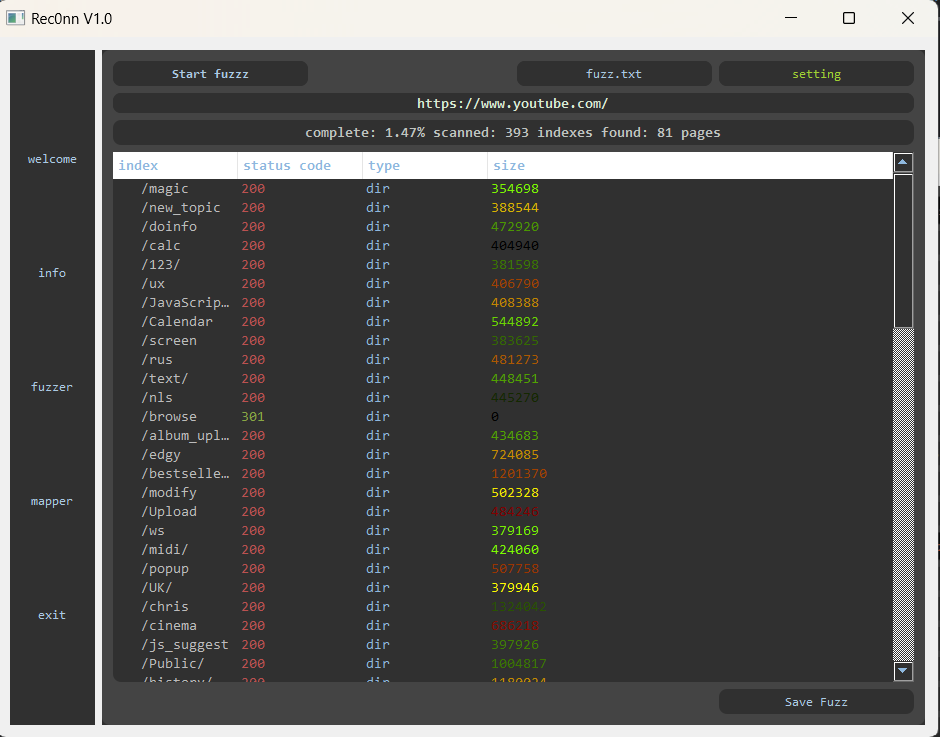 Rec0nn V1.0
welcome
info
fuzzer
mapper
exit
Start fuzzz
fuzz.txt
setting
https://www.youtube.com/
complete: 1.47% scanned: 393 indexes found: 81 pages
index status code type size
/magic 200 dir 354698
/new_topic 200 dir 388544
/doinfo 200 dir 472920
/calc 200 dir 404940
/123/ 200 dir 381598
/ux 200 dir 406790
/JavaScrip… 200 dir 408388
/Calendar 200 dir 544892
/screen 200 dir 383625
/rus 200 dir 481273
/text/ 200 dir 448451
/nls 200 dir 445270
/browse 301 dir 0
/album_upl… 200 dir 434683
/edgy 200 dir 724085
/bestselle… 200 dir 1201370
/modify 200 dir 502328
/Upload 200 dir 484246
/ws 200 dir 379169
/midi/ 200 dir 424060
/popup 200 dir 507758
/UK/ 200 dir 379946
/chris 200 dir 1324042
/cinema 200 dir
/js_suggest 200 dir 397926
/Public/ 200 dir 1004817
/history/ 200 dir
Save Fuzz